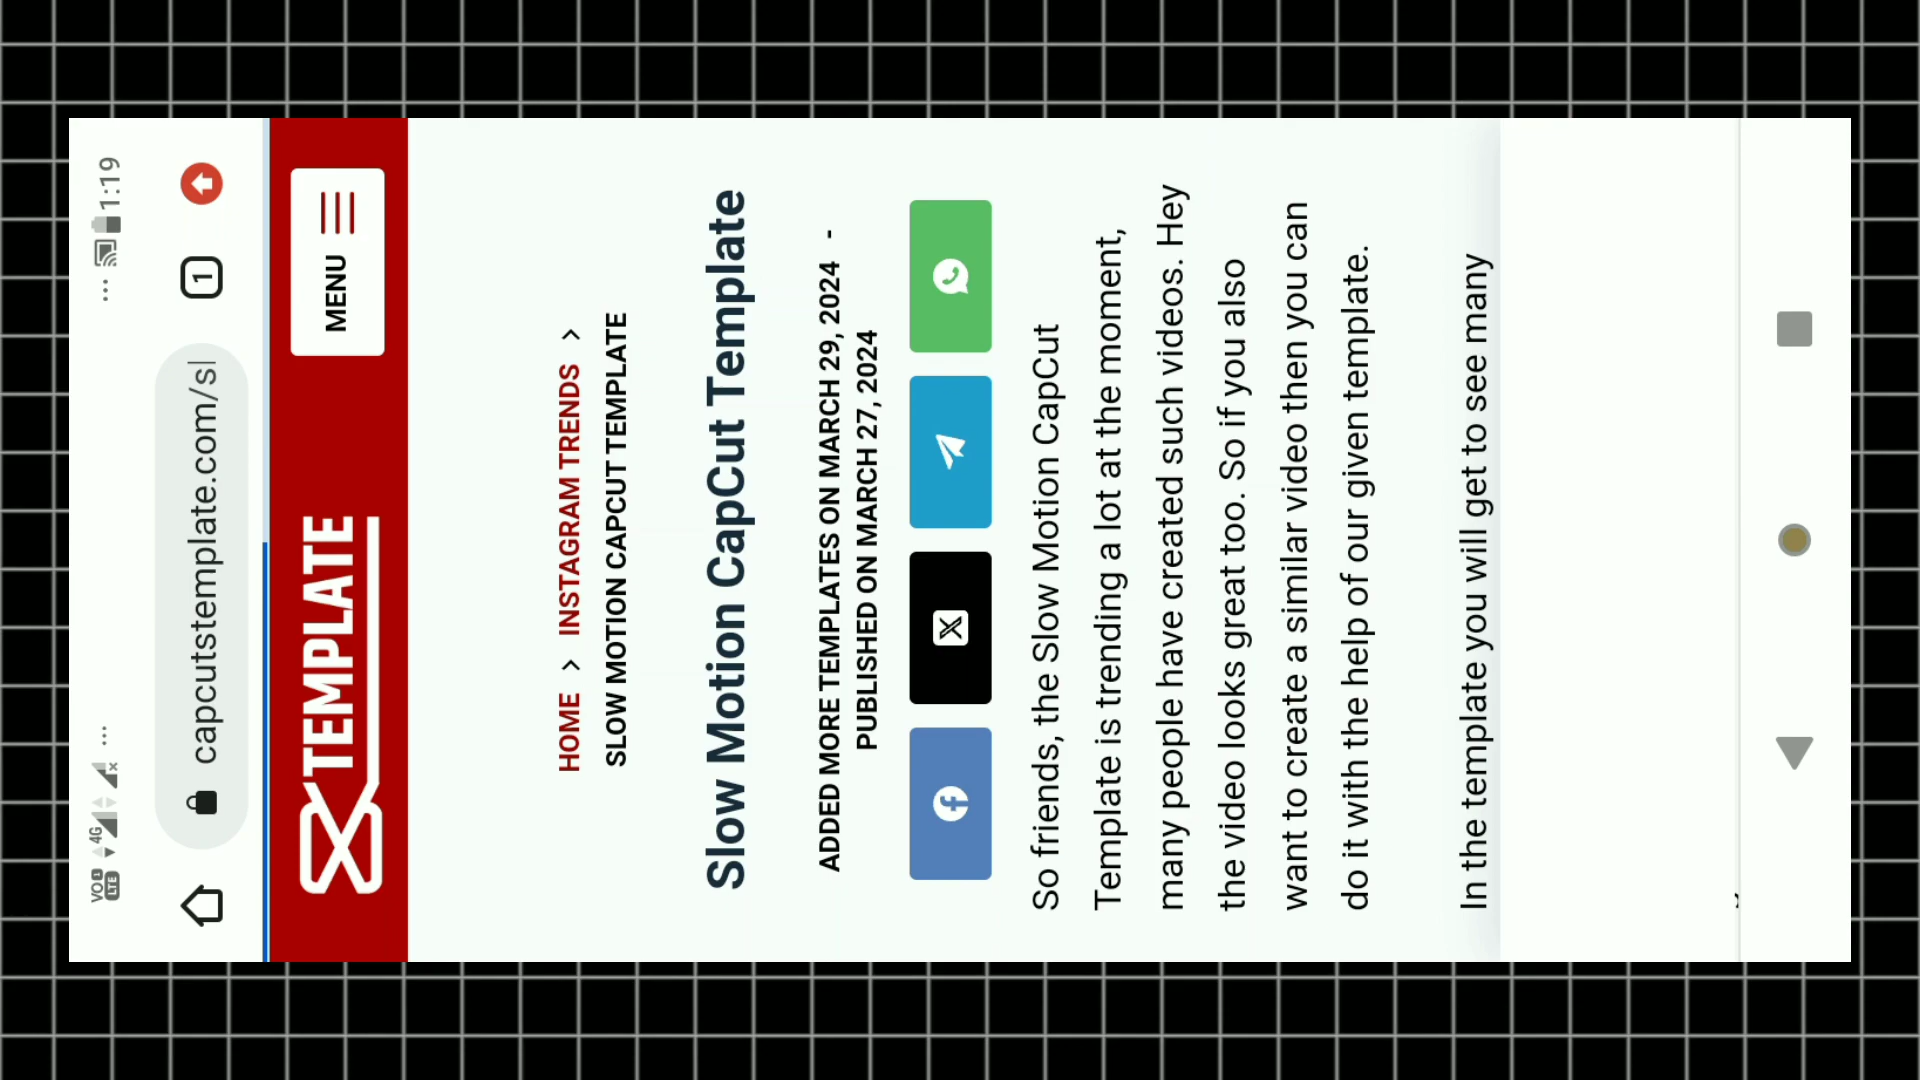 VO 1 LTE 4G ... ... 1:19
capcutstemplate.com/sl 1
TEMPLATE MENU
HOME > INSTAGRAM TRENDS >
SLOW MOTION CAPCUT TEMPLATE
Slow Motion CapCut Template
ADDED MORE TEMPLATES ON MARCH 29, 2024 -
PUBLISHED ON MARCH 27, 2024
So friends, the Slow Motion CapCut
Template is trending a lot at the moment,
many people have created such videos. Hey
the video looks great too. So if you also
want to create a similar video then you can
do it with the help of our given template.
In the template you will get to see many